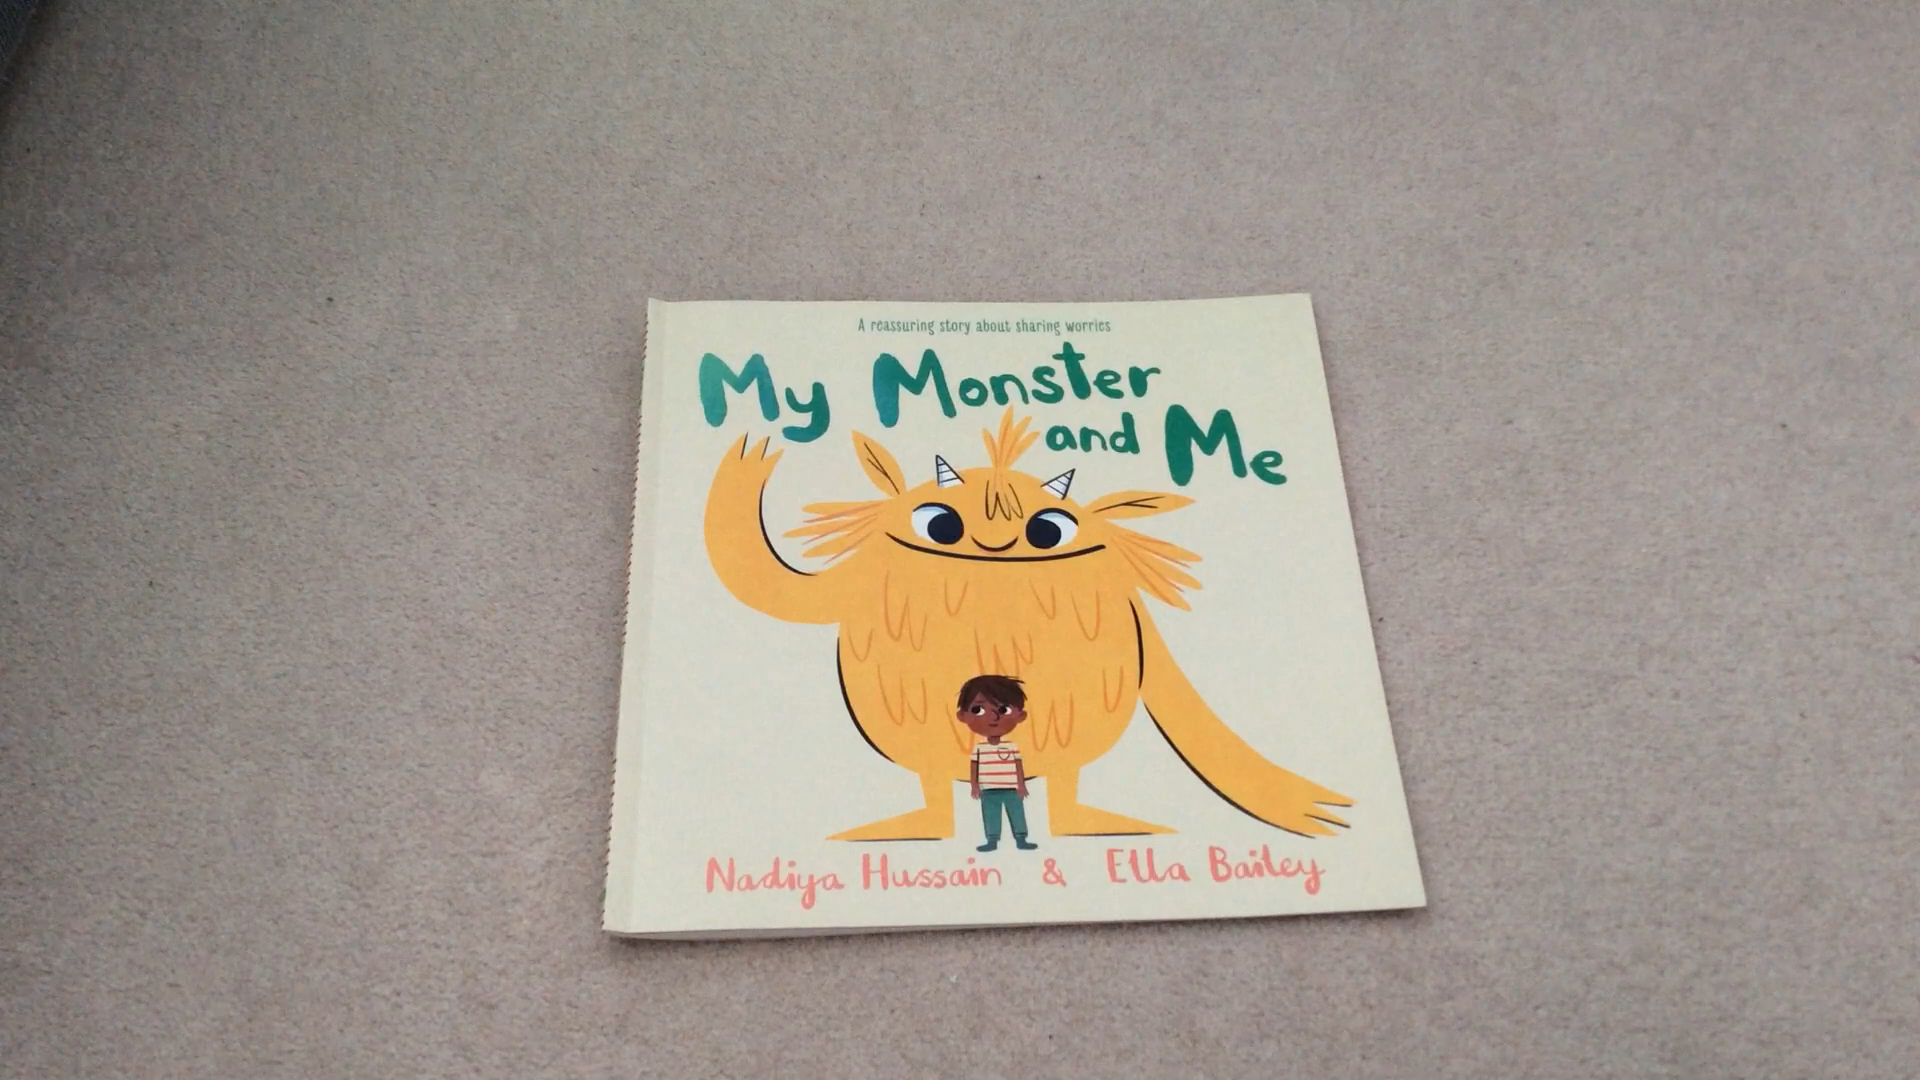 A reassuring story about sharing worries
My Monster
and Me
Nadiya Hussain & Ella Bailey